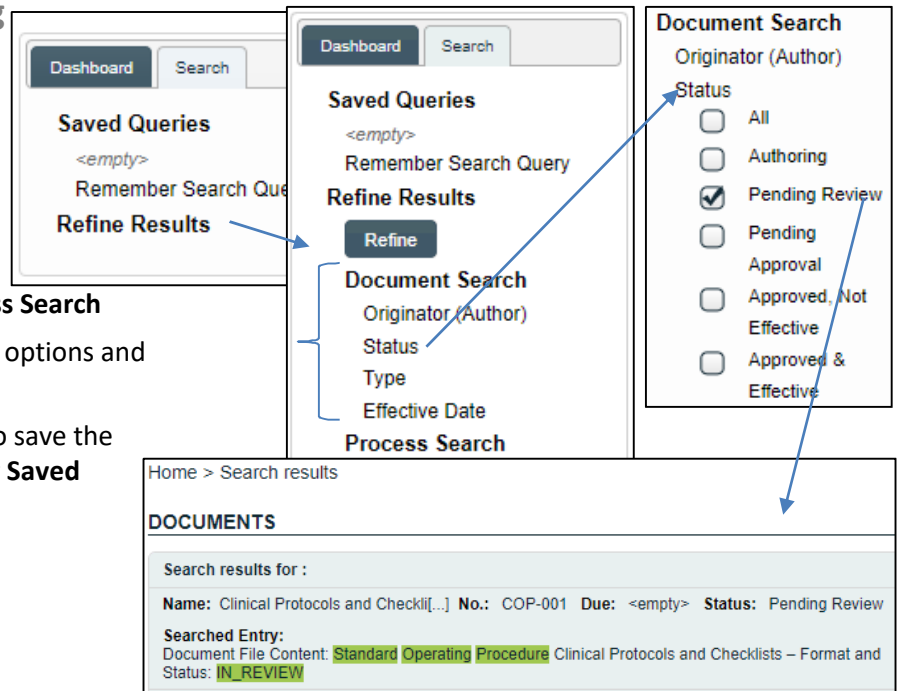 g
Dashboard Search
Saved Queries
<empty>
Remember Search Que
Refine Results
ss Search
options and
o save the
Saved
Dashboard Search
Saved Queries
<empty>
Remember Search Query
Refine Results
Refine
Document Search
Originator (Author)
Status
Type
Effective Date
Process Search
Document Search
Originator (Author)
Status
All
Authoring
Pending Review
Pending
Approval
Approved, Not
Effective
Approved &
Effective
Home > Search results
DOCUMENTS
Search results for :
Name: Clinical Protocols and Checkli[...] No.: COP-001 Due: <empty> Status: Pending Review
Searched Entry:
Document File Content: Standard Operating Procedure Clinical Protocols and Checklists – Format and
Status: IN_REVIEW